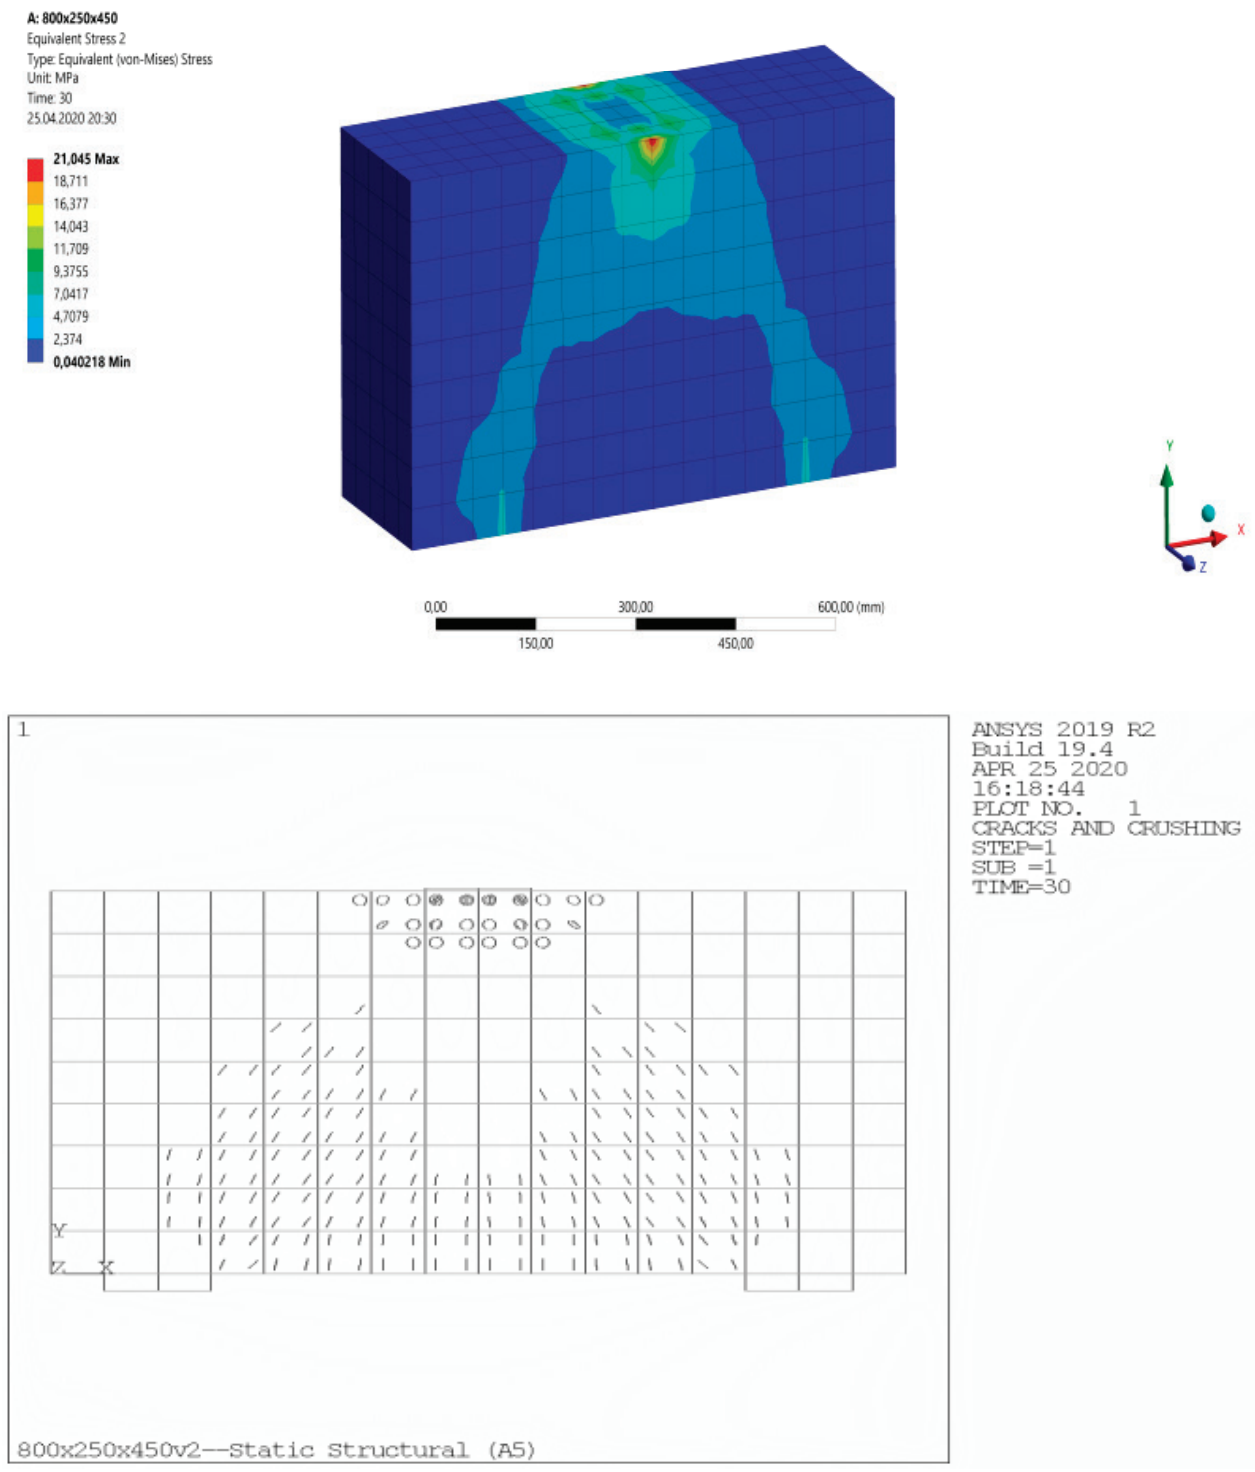 A: 800x250x450
Equivalent Stress 2
Type: Equivalent (von-Mises) Stress
Unit: MPa
Time: 30
25.04.2020 20:30
21,045 Max
18,711
16,377
14,043
11,709
9,3755
7,0417
4,7079
2,374
0,040218 Min
Y
X
Z
0,00 300,00 600,00 (mm)
150,00 450,00
1
ANSYS 2019 R2
Build 19.4
APR 25 2020
16:18:44
PLOT NO. 1
CRACKS AND CRUSHING
STEP=1
SUB =1
TIME=30
Y
Z X
800x250x450v2--Static Structural (A5)